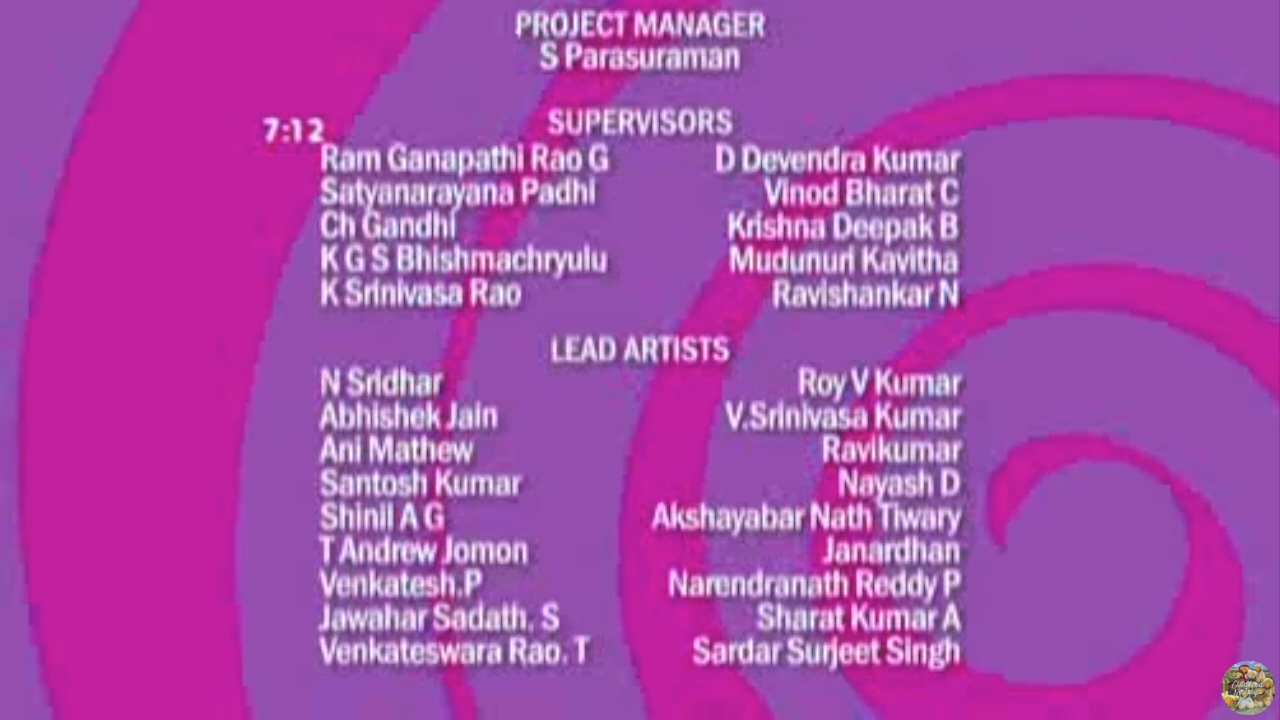 PROJECT MANAGER
S Parasuraman
7:12
SUPERVISORS
Ram Ganapathi Rao G D Devendra Kumar
Satyanarayana Padhi Vinod Bharat C
Ch Gandhi Krishna Deepak B
K G S Bhishmachryulu Mudunuri Kavitha
K Srinivasa Rao Ravishankar N
LEAD ARTISTS
N Sridhar Roy V Kumar
Abhishek Jain V.Srinivasa Kumar
Ani Mathew Ravikumar
Santosh Kumar Nayash D
Shinil A G Akshayabar Nath Tiwary
T Andrew Jomon Janardhan
Venkatesh.P Narendranath Reddy P
Jawahar Sadath. S Sharat Kumar A
Venkateswara Rao. T Sardar Surjeet Singh